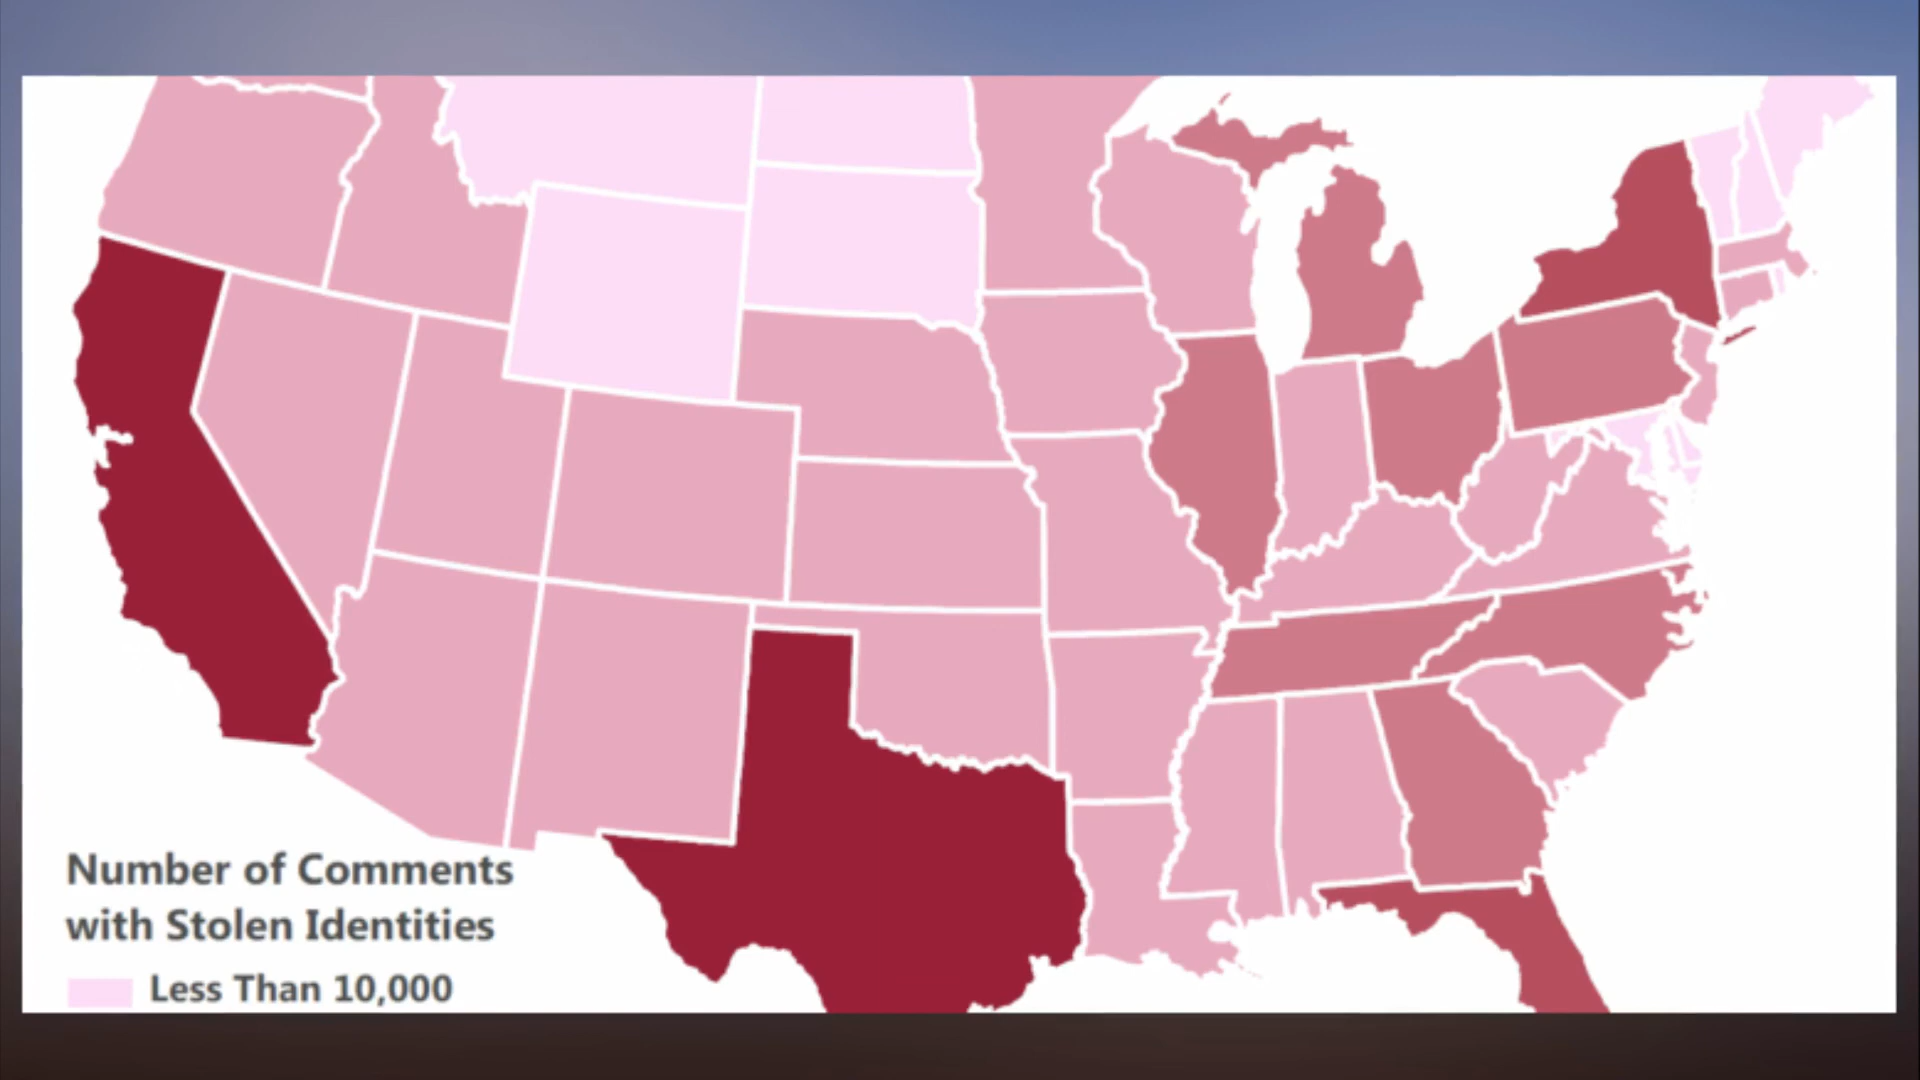 Number of Comments
with Stolen Identities
Less Than 10,000